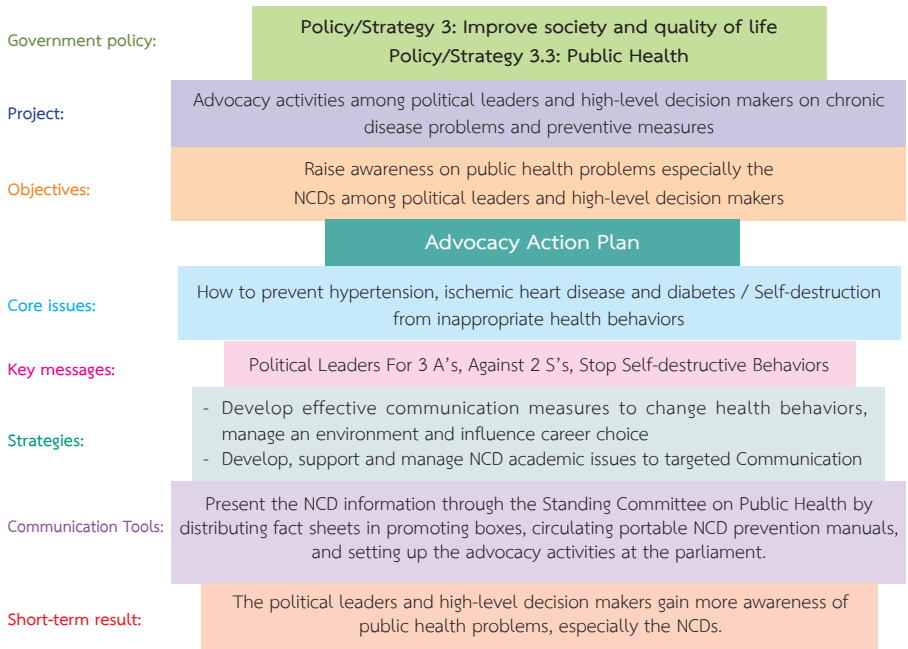 Government policy:
Policy/Strategy 3: Improve society and quality of life
Policy/Strategy 3.3: Public Health
Project:
Advocacy activities among political leaders and high-level decision makers on chronic
disease problems and preventive measures
Objectives:
Raise awareness on public health problems especially the
NCDs among political leaders and high-level decision makers
Advocacy Action Plan
Core issues:
How to prevent hypertension, ischemic heart disease and diabetes / Self-destruction
from inappropriate health behaviors
Key messages:
Political Leaders For 3 A's, Against 2 S's, Stop Self-destructive Behaviors
Strategies:
- Develop effective communication measures to change health behaviors,
manage an environment and influence career choice
- Develop, support and manage NCD academic issues to targeted Communication
Communication Tools:
Present the NCD information through the Standing Committee on Public Health by
distributing fact sheets in promoting boxes, circulating portable NCD prevention manuals,
and setting up the advocacy activities at the parliament.
Short-term result:
The political leaders and high-level decision makers gain more awareness of
public health problems, especially the NCDs.